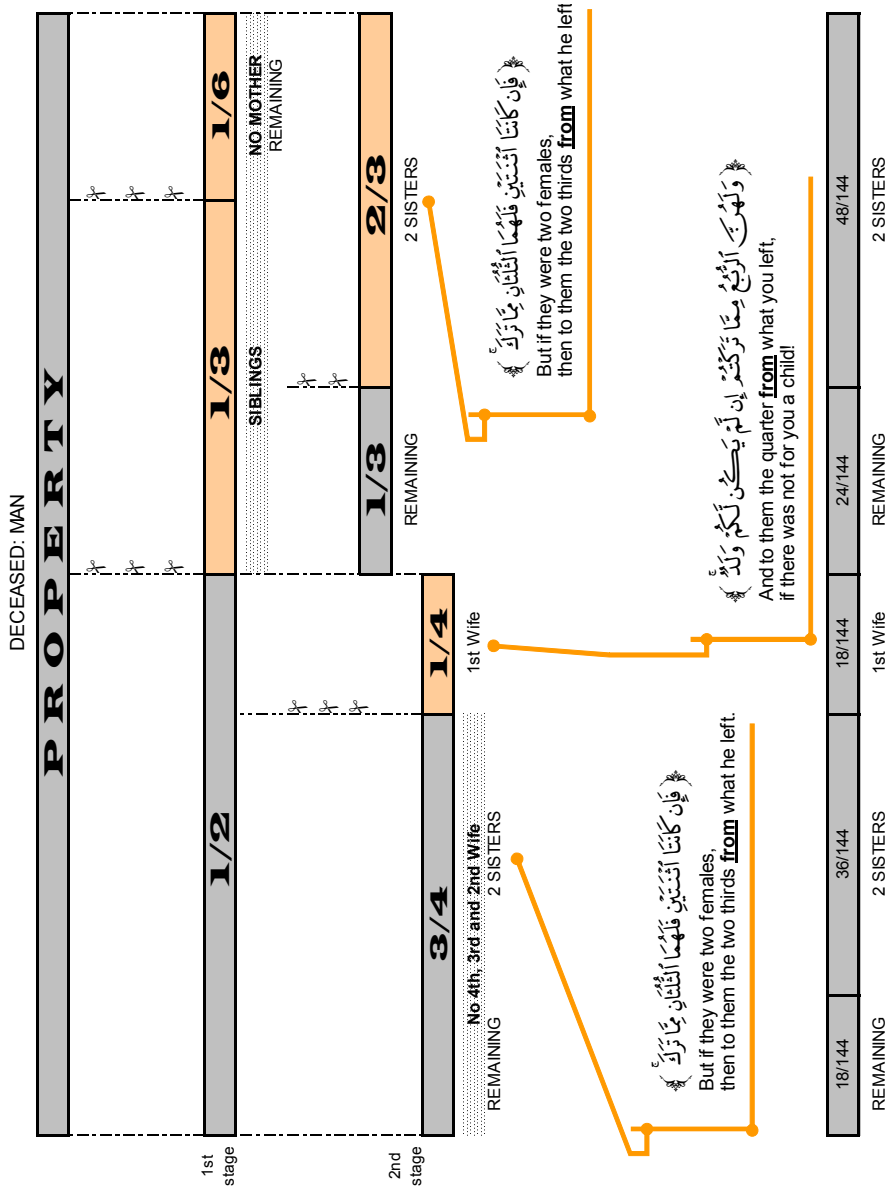 DECEASED: MAN
PROPERTY
1st
stage
1/2
1/3
1/6
SIBLINGS
NO MOTHER
REMAINING
2nd
stage
1/3
2/3
REMAINING
2 SISTERS
3/4
1/4
No 4th, 3rd and 2nd Wife
REMAINING
2 SISTERS
1st Wife
﴿ فَإِن كَانَتَا ٱثْنَتَيْنِ فَلَهُمَا ٱلثُّلُثَانِ مِمَّا تَرَكَ ۚ ﴾
But if they were two females,
then to them the two thirds from what he left
﴿ فَإِن كَانَتَا ٱثْنَتَيْنِ فَلَهُمَا ٱلثُّلُثَانِ مِمَّا تَرَكَ ۚ ﴾
But if they were two females,
then to them the two thirds from what he left.
﴿ وَلَهُنَّ ٱلرُّبُعُ مِمَّا تَرَكْتُمْ إِن لَّمْ يَكُن لَّكُمْ وَلَدٌ ۚ ﴾
And to them the quarter from what you left,
if there was not for you a child!
18/144 36/144 18/144 24/144 48/144
REMAINING 2 SISTERS 1st Wife REMAINING 2 SISTERS